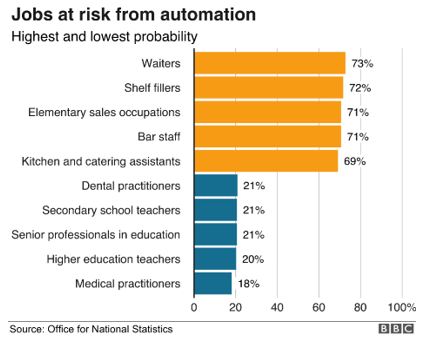 Jobs at risk from automation
Highest and lowest probability
Waiters 73%
Shelf fillers 72%
Elementary sales occupations 71%
Bar staff 71%
Kitchen and catering assistants 69%
Dental practitioners 21%
Secondary school teachers 21%
Senior professionals in education 21%
Higher education teachers 20%
Medical practitioners 18%
0 20 40 60 80 100%
Source: Office for National Statistics BBC